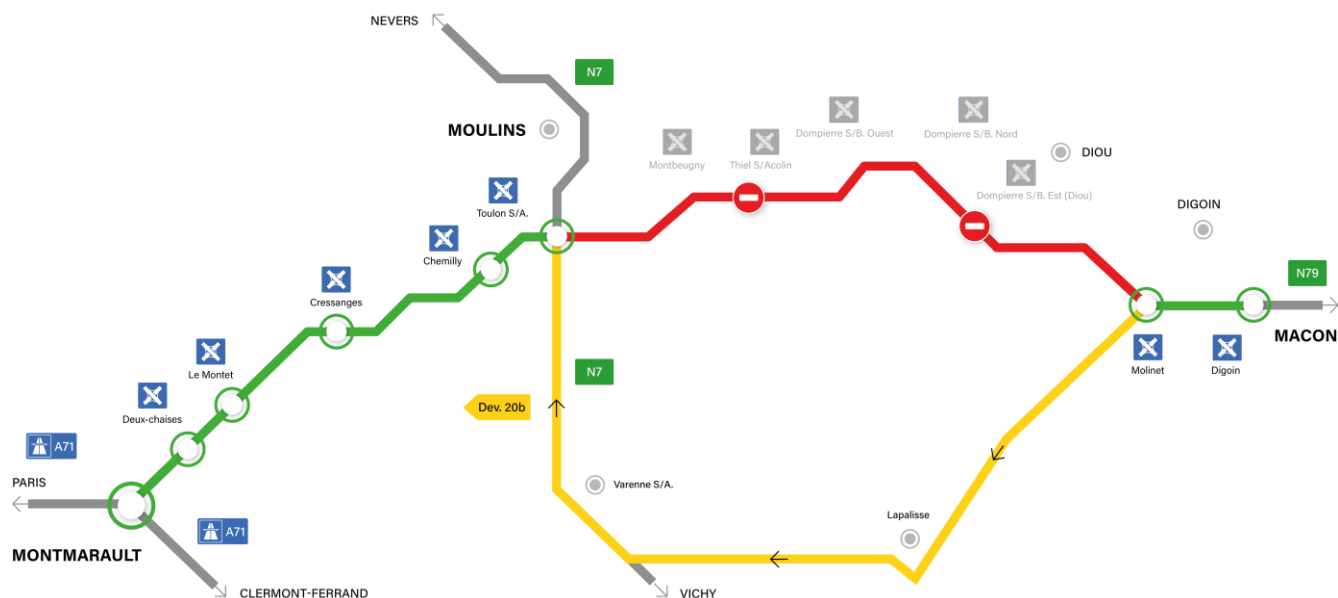 NEVERS
N7
MOULINS
Dompierre S/B. Ouest
Dompierre S/B. Nord
Montbeugny
Thiel S/Acolin
DIOU
Dompierre S/B. Est (Diou)
Toulon S/A.
DIGOIN
Chemilly
N79
Cressanges
MACON
Le Montet
Molinet
Digoin
N7
Deux-chaises
Dev. 20b
A71
PARIS
Varenne S/A.
Lapalisse
A71
MONTMARAULT
CLERMONT-FERRAND
VICHY